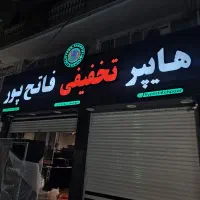 هایپر تخفیفی فاتح پور